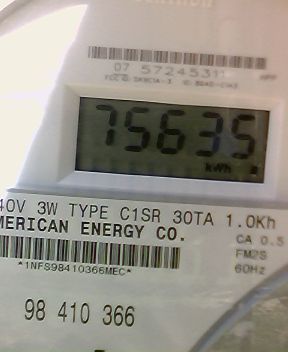 07 57245311
75635
kWh
40V 3W TYPE C1SR 30TA 1.0Kh
MERICAN ENERGY CO.
CA 0.5
*1NFS98410366MEC*
FM2S
60Hz
98 410 366